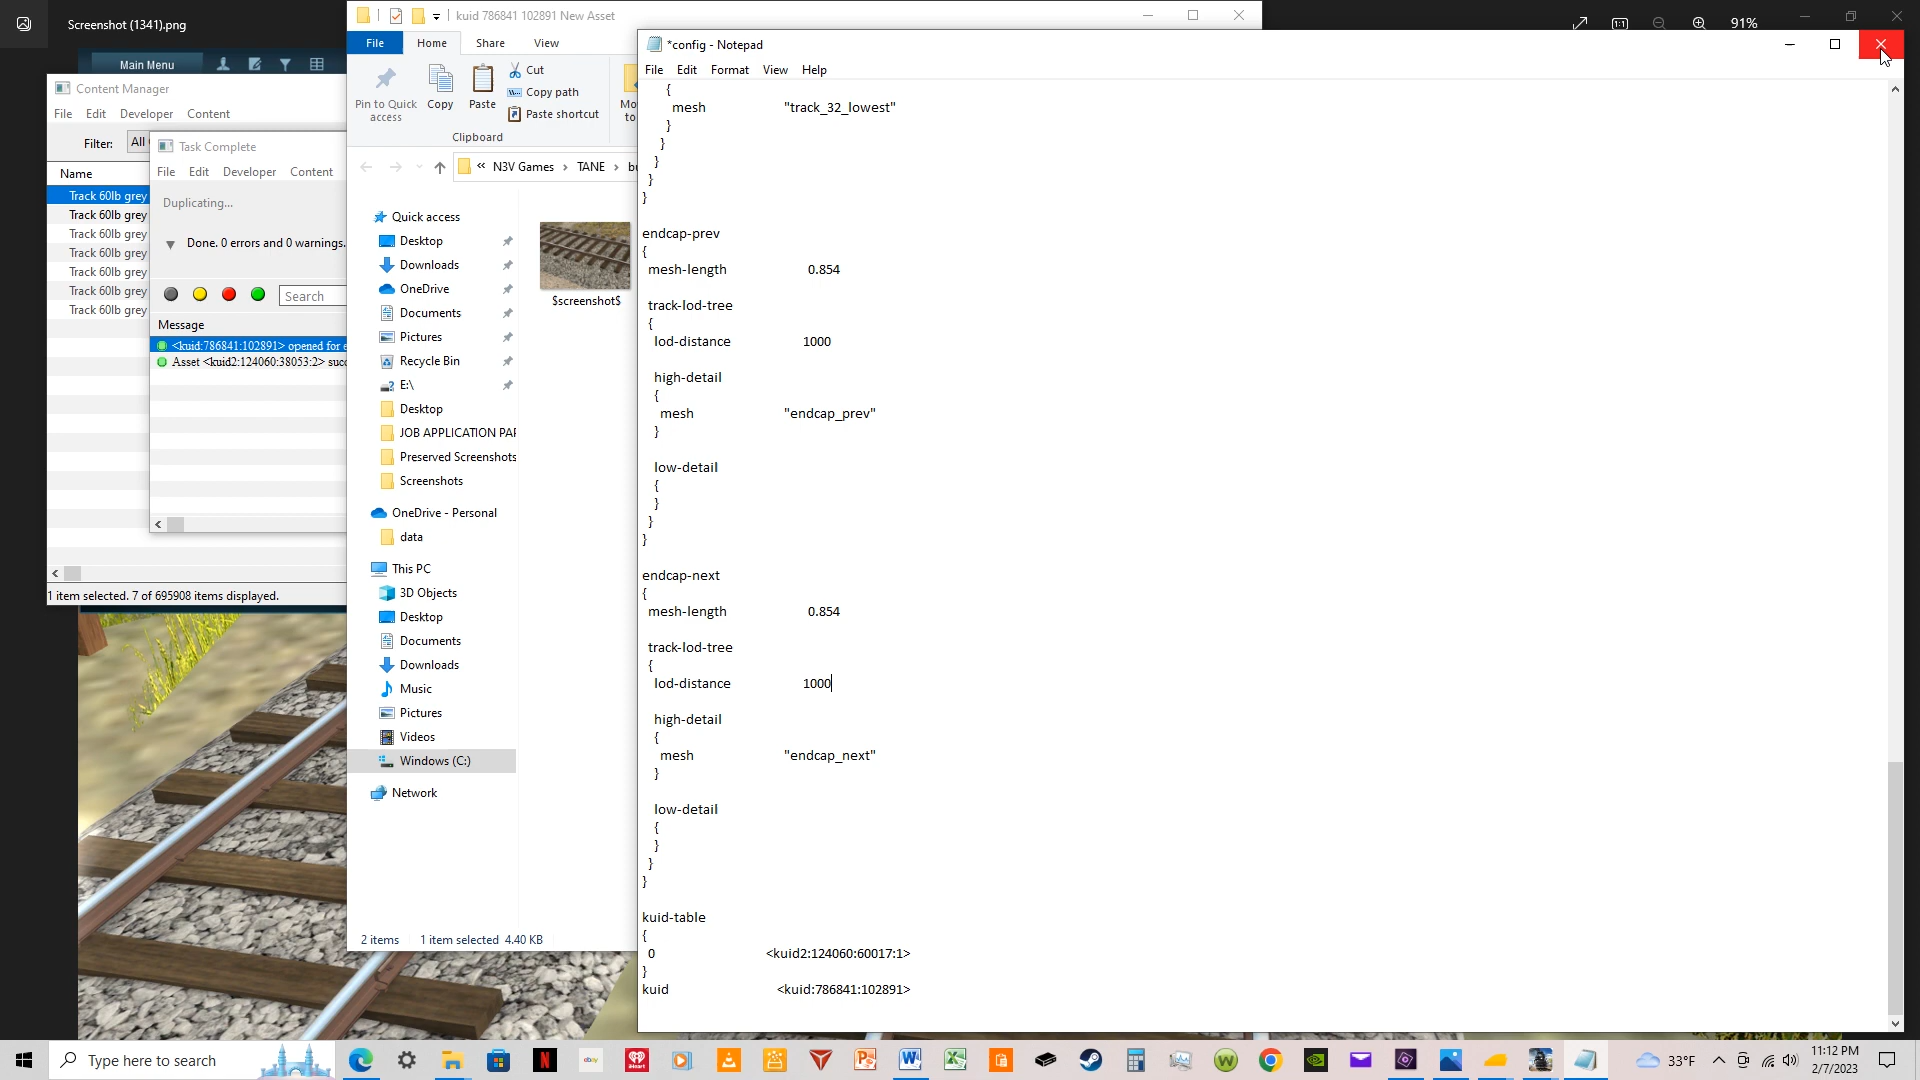 Screenshot (1341).png
91%
Main Menu
Content Manager
File Edit Developer Content
Filter: All
Name
Track 60lb grey
Track 60lb grey
Track 60lb grey
Track 60lb grey
Track 60lb grey
Track 60lb grey
Track 60lb grey
1 item selected. 7 of 695908 items displayed.
Task Complete
File Edit Developer Content
Duplicating...
Done. 0 errors and 0 warnings.
Search
Message
<kuid:786841:102891> opened for e
Asset <kuid2:124060:38053:2> succ
kuid 786841 102891 New Asset
File Home Share View
Pin to Quick access
Copy
Paste
Cut
Copy path
Paste shortcut
Mov
to
Clipboard
« N3V Games > TANE > bu
Quick access
Desktop
Downloads
OneDrive
Documents
Pictures
Recycle Bin
E:\
Desktop
JOB APPLICATION PAP
Preserved Screenshots
Screenshots
OneDrive - Personal
data
This PC
3D Objects
Desktop
Documents
Downloads
Music
Pictures
Videos
Windows (C:)
Network
$screenshot$
2 items 1 item selected 4.40 KB
*config - Notepad
File Edit Format View Help
{
mesh "track_32_lowest"
}
}
}
}
}
endcap-prev
{
mesh-length 0.854
track-lod-tree
{
lod-distance 1000
high-detail
{
mesh "endcap_prev"
}
low-detail
{
}
}
}
endcap-next
{
mesh-length 0.854
track-lod-tree
{
lod-distance 1000
high-detail
{
mesh "endcap_next"
}
low-detail
{
}
}
}
kuid-table
{
0 <kuid2:124060:60017:1>
}
kuid <kuid:786841:102891>
Type here to search
33°F
11:12 PM
2/7/2023